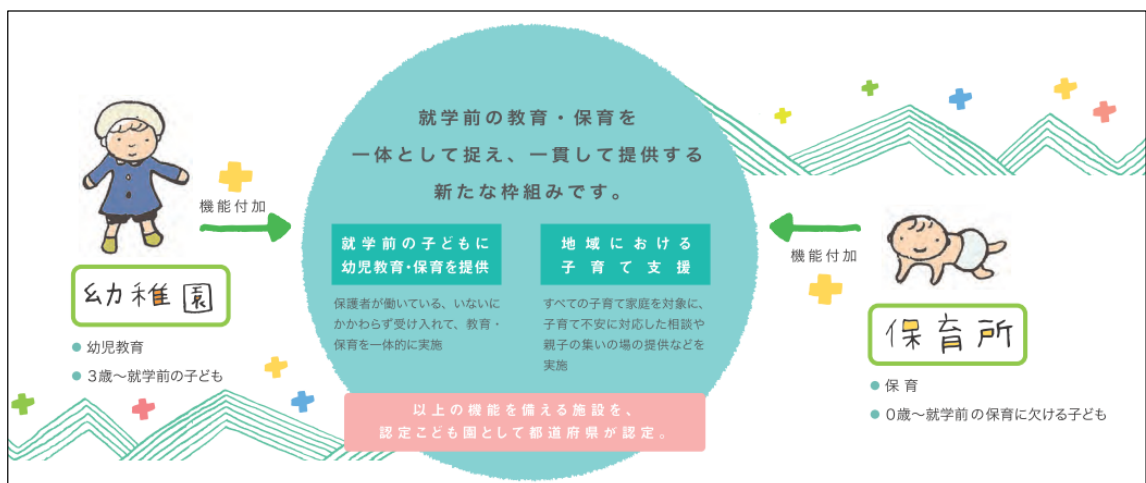 就学前の教育・保育を
一体として捉え、一貫して提供する
新たな枠組みです。
機能付加
幼稚園
幼児教育
3歳〜就学前の子ども
就学前の子どもに
幼児教育・保育を提供
保護者が働いている、いないに
かかわらず受け入れて、教育・
保育を一体的に実施
地域における
子育て支援
すべての子育て家庭を対象に、
子育て不安に対応した相談や
親子の集いの場の提供などを
実施
以上の機能を備える施設を、
認定こども園として都道府県が認定。
機能付加
保育所
保育
0歳〜就学前の保育に欠ける子ども